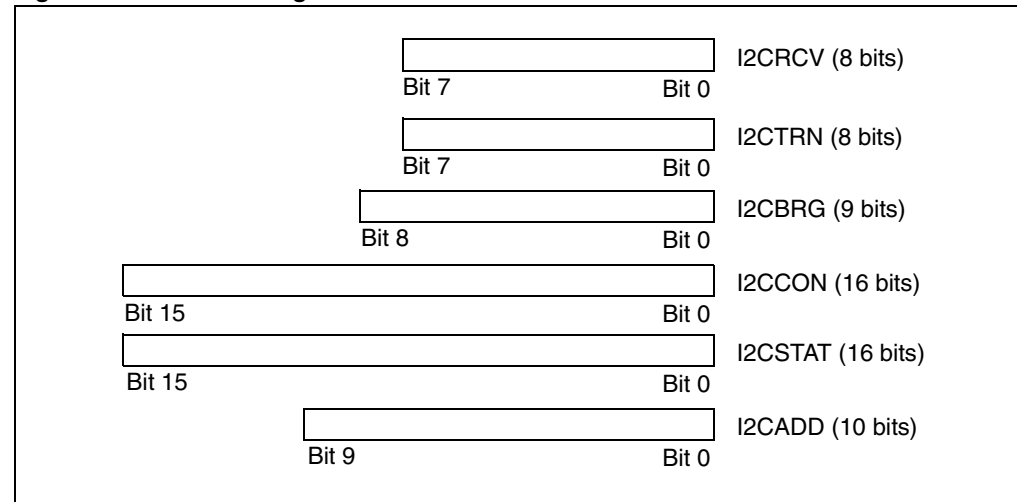 I2CRCV (8 bits)
Bit 7 Bit 0
I2CTRN (8 bits)
Bit 7 Bit 0
I2CBRG (9 bits)
Bit 8 Bit 0
I2CCON (16 bits)
Bit 15 Bit 0
I2CSTAT (16 bits)
Bit 15 Bit 0
I2CADD (10 bits)
Bit 9 Bit 0